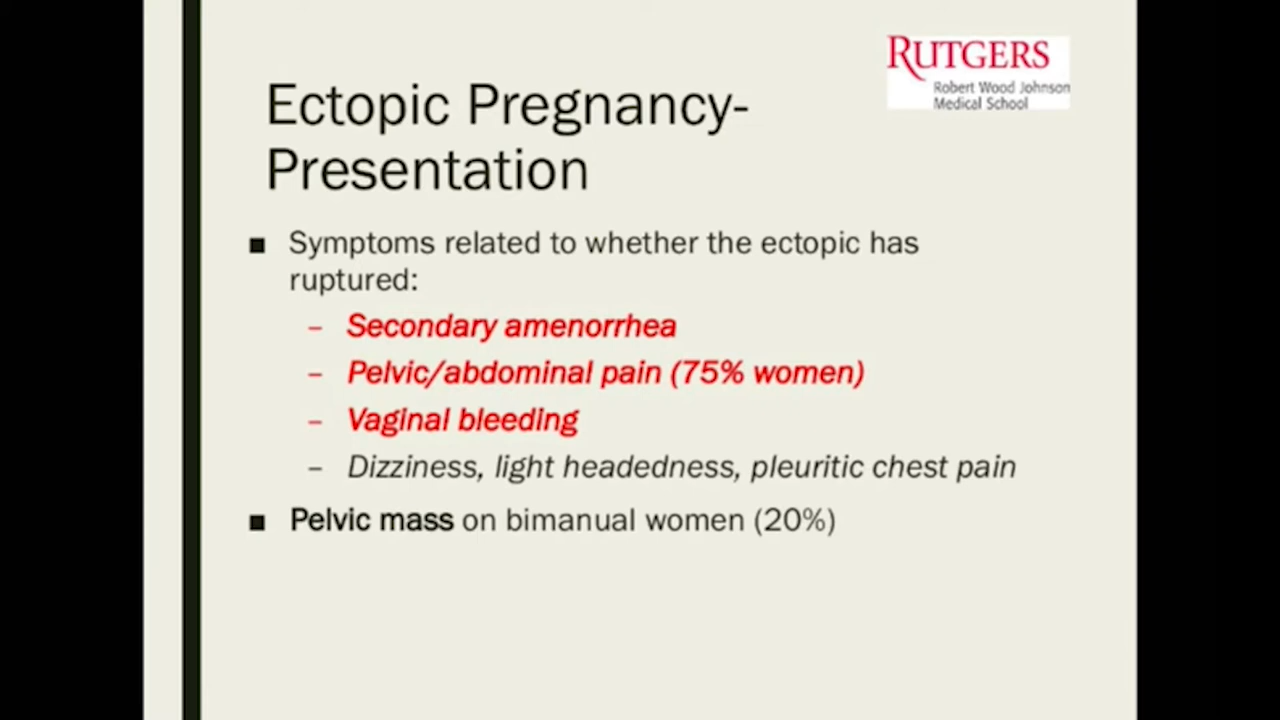 RUTGERS
Robert Wood Johnson
Medical School
Ectopic Pregnancy-
Presentation
■ Symptoms related to whether the ectopic has
ruptured:
– Secondary amenorrhea
– Pelvic/abdominal pain (75% women)
– Vaginal bleeding
– Dizziness, light headedness, pleuritic chest pain
■ Pelvic mass on bimanual women (20%)